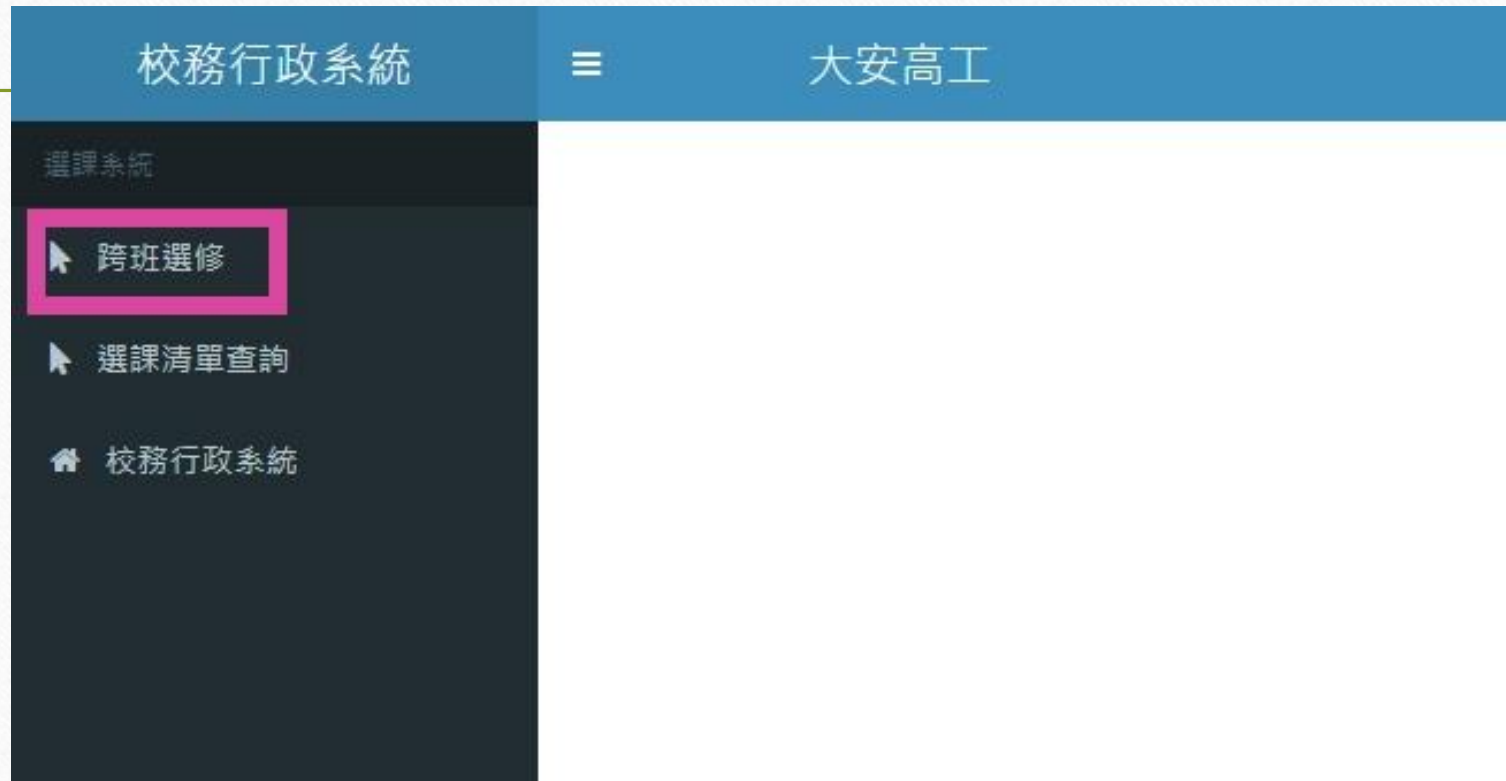 校務行政系統
大安高工
選課系統
跨班選修
選課清單查詢
校務行政系統